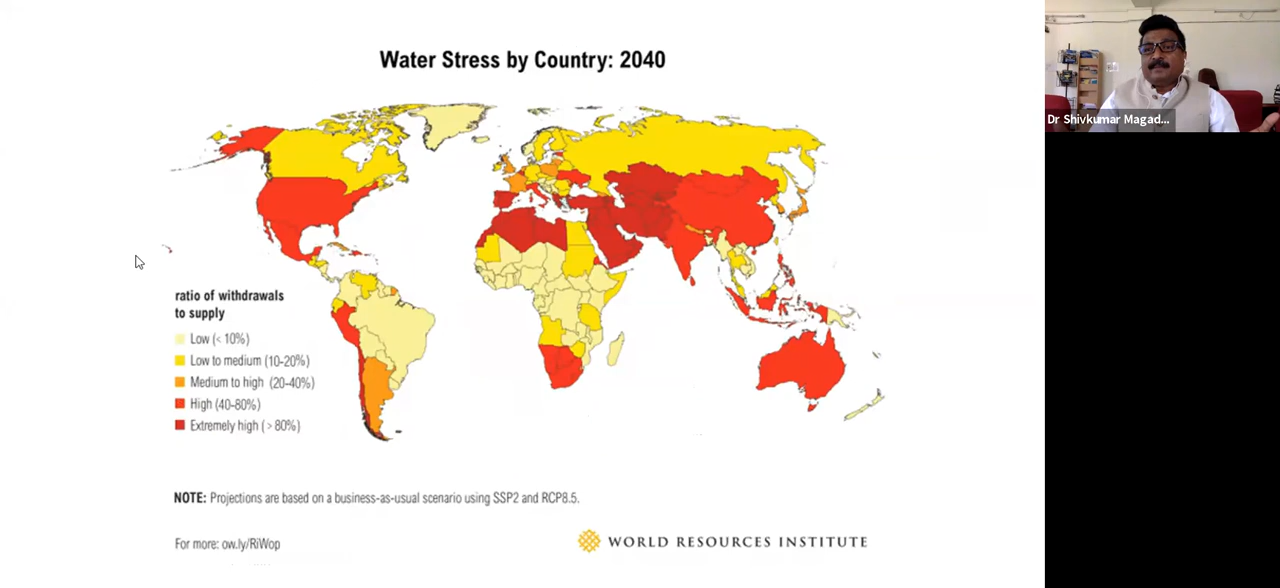 Water Stress by Country: 2040
ratio of withdrawals
to supply
Low (< 10%)
Low to medium (10-20%)
Medium to high (20-40%)
High (40-80%)
Extremely high ( > 80%)
NOTE: Projections are based on a business-as-usual scenario using SSP2 and RCP8.5.
For more: ow.ly/RiWop
WORLD RESOURCES INSTITUTE
Dr Shivkumar Magad...